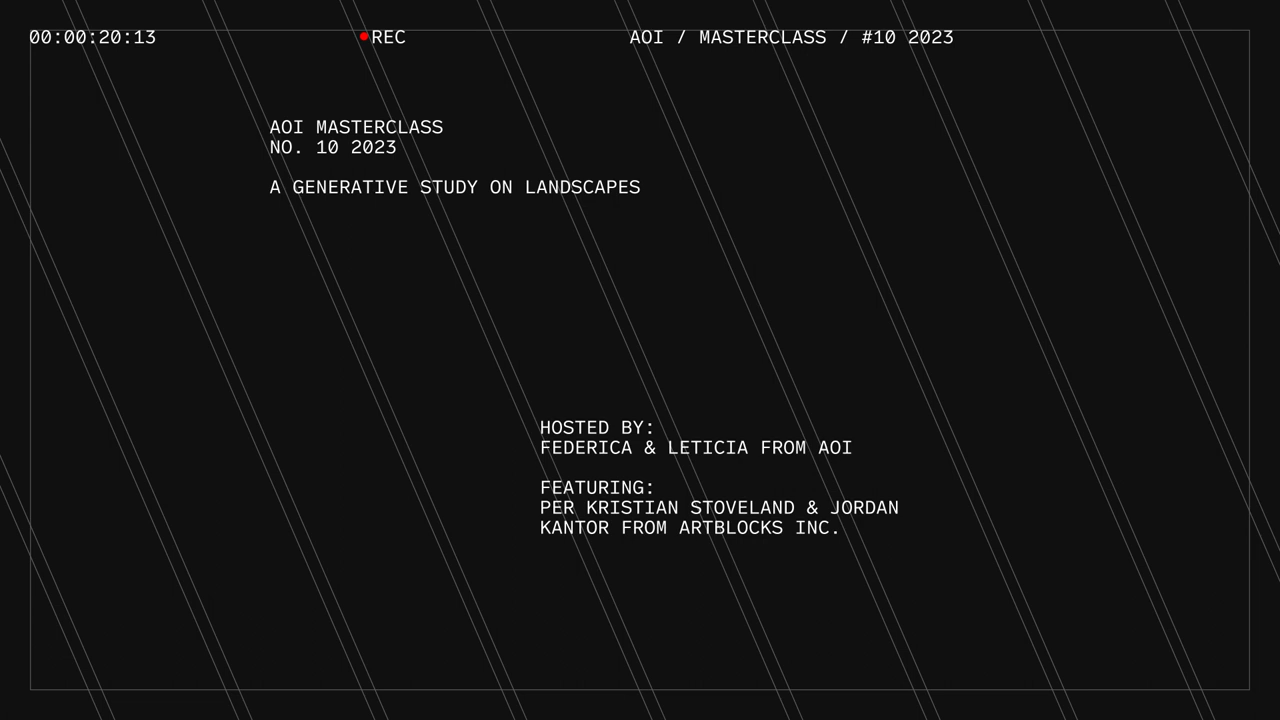 00:00:20:13
REC
AOI / MASTERCLASS / #10 2023
AOI MASTERCLASS
NO. 10 2023
A GENERATIVE STUDY ON LANDSCAPES
HOSTED BY:
FEDERICA & LETICIA FROM AOI
FEATURING:
PER KRISTIAN STOVELAND & JORDAN
KANTOR FROM ARTBLOCKS INC.